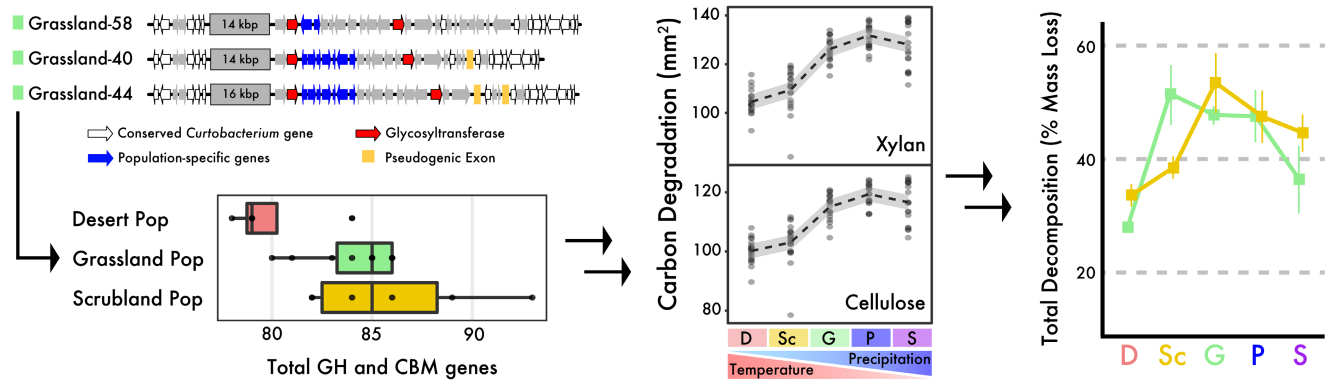 Grassland-58
14 kbp
Grassland-40
14 kbp
Grassland-44
16 kbp
Conserved Curtobacterium gene
Glycosyltransferase
Population-specific genes
Pseudogenic Exon
Desert Pop
Grassland Pop
Scrubland Pop
80 85 90
Total GH and CBM genes
Carbon Degradation (mm²)
140
120
100
Xylan
120
100
80
Cellulose
D Sc G P S
Precipitation
Temperature
Total Decomposition (% Mass Loss)
60
40
20
D Sc G P S